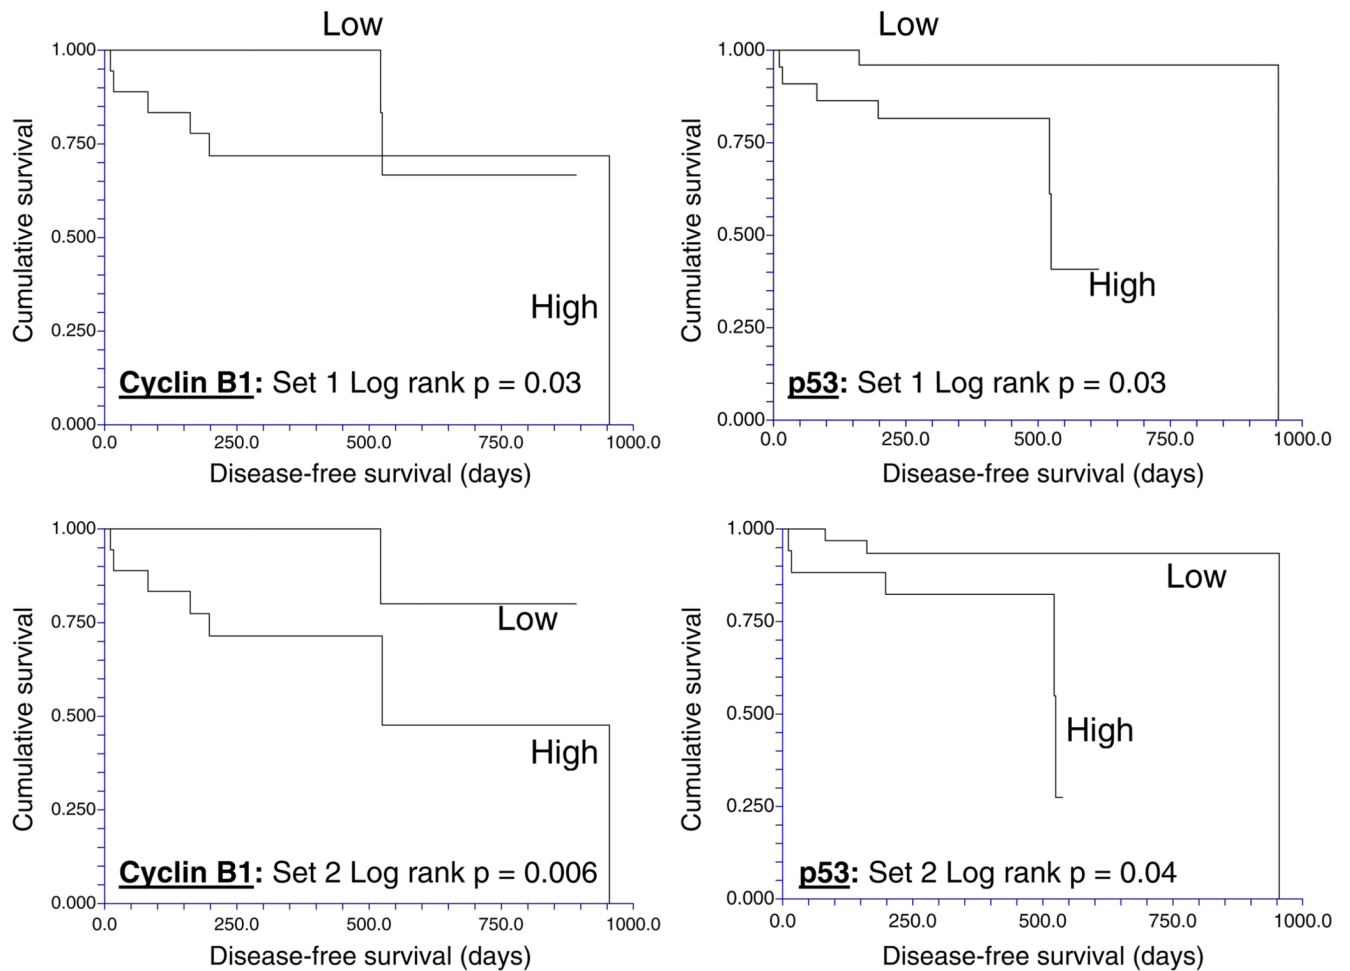 Low
1.000
0.750
0.500
0.250
0.000
Cumulative survival
High
Cyclin B1: Set 1 Log rank p = 0.03
0.0 250.0 500.0 750.0 1000.0
Disease-free survival (days)
Low
1.000
0.750
0.500
0.250
0.000
Cumulative survival
High
p53: Set 1 Log rank p = 0.03
0.0 250.0 500.0 750.0 1000.0
Disease-free survival (days)
1.000
0.750
0.500
0.250
0.000
Cumulative survival
Low
High
Cyclin B1: Set 2 Log rank p = 0.006
0.0 250.0 500.0 750.0 1000.0
Disease-free survival (days)
1.000
0.750
0.500
0.250
0.000
Cumulative survival
Low
High
p53: Set 2 Log rank p = 0.04
0.0 250.0 500.0 750.0 1000.0
Disease-free survival (days)